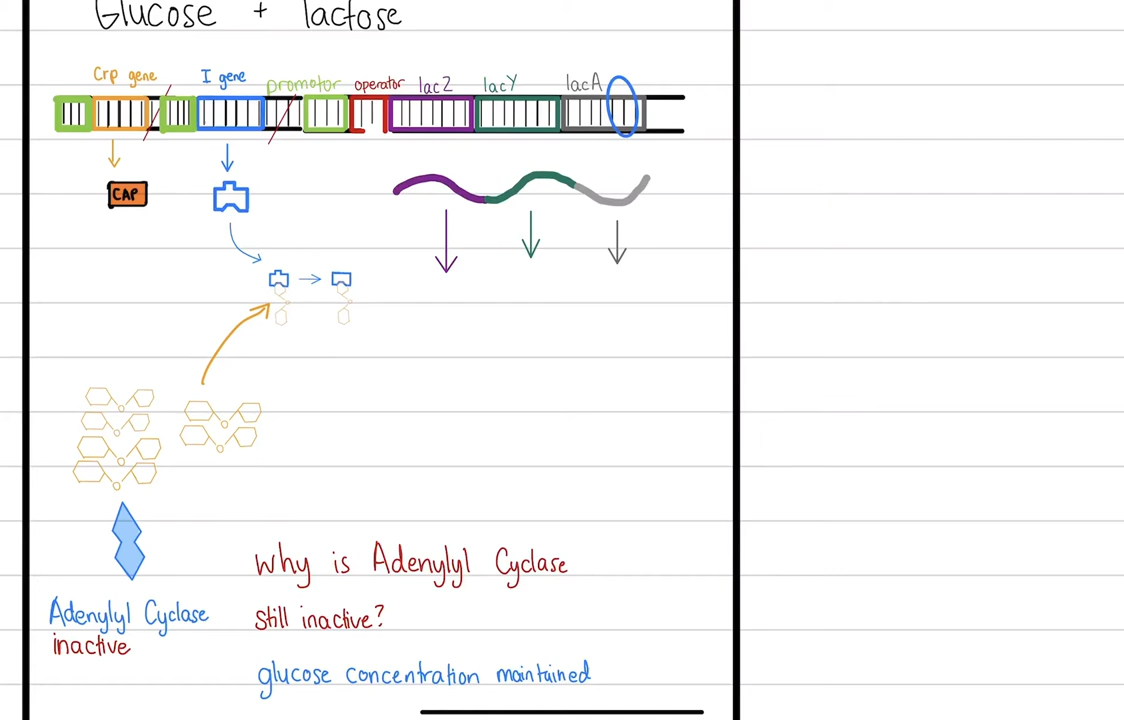 Glucose + lactose
Crp gene I gene promotor operator lacZ lacY lacA
CAP
Why is Adenylyl Cyclase
still inactive?
Adenylyl Cyclase
inactive
glucose concentration maintained